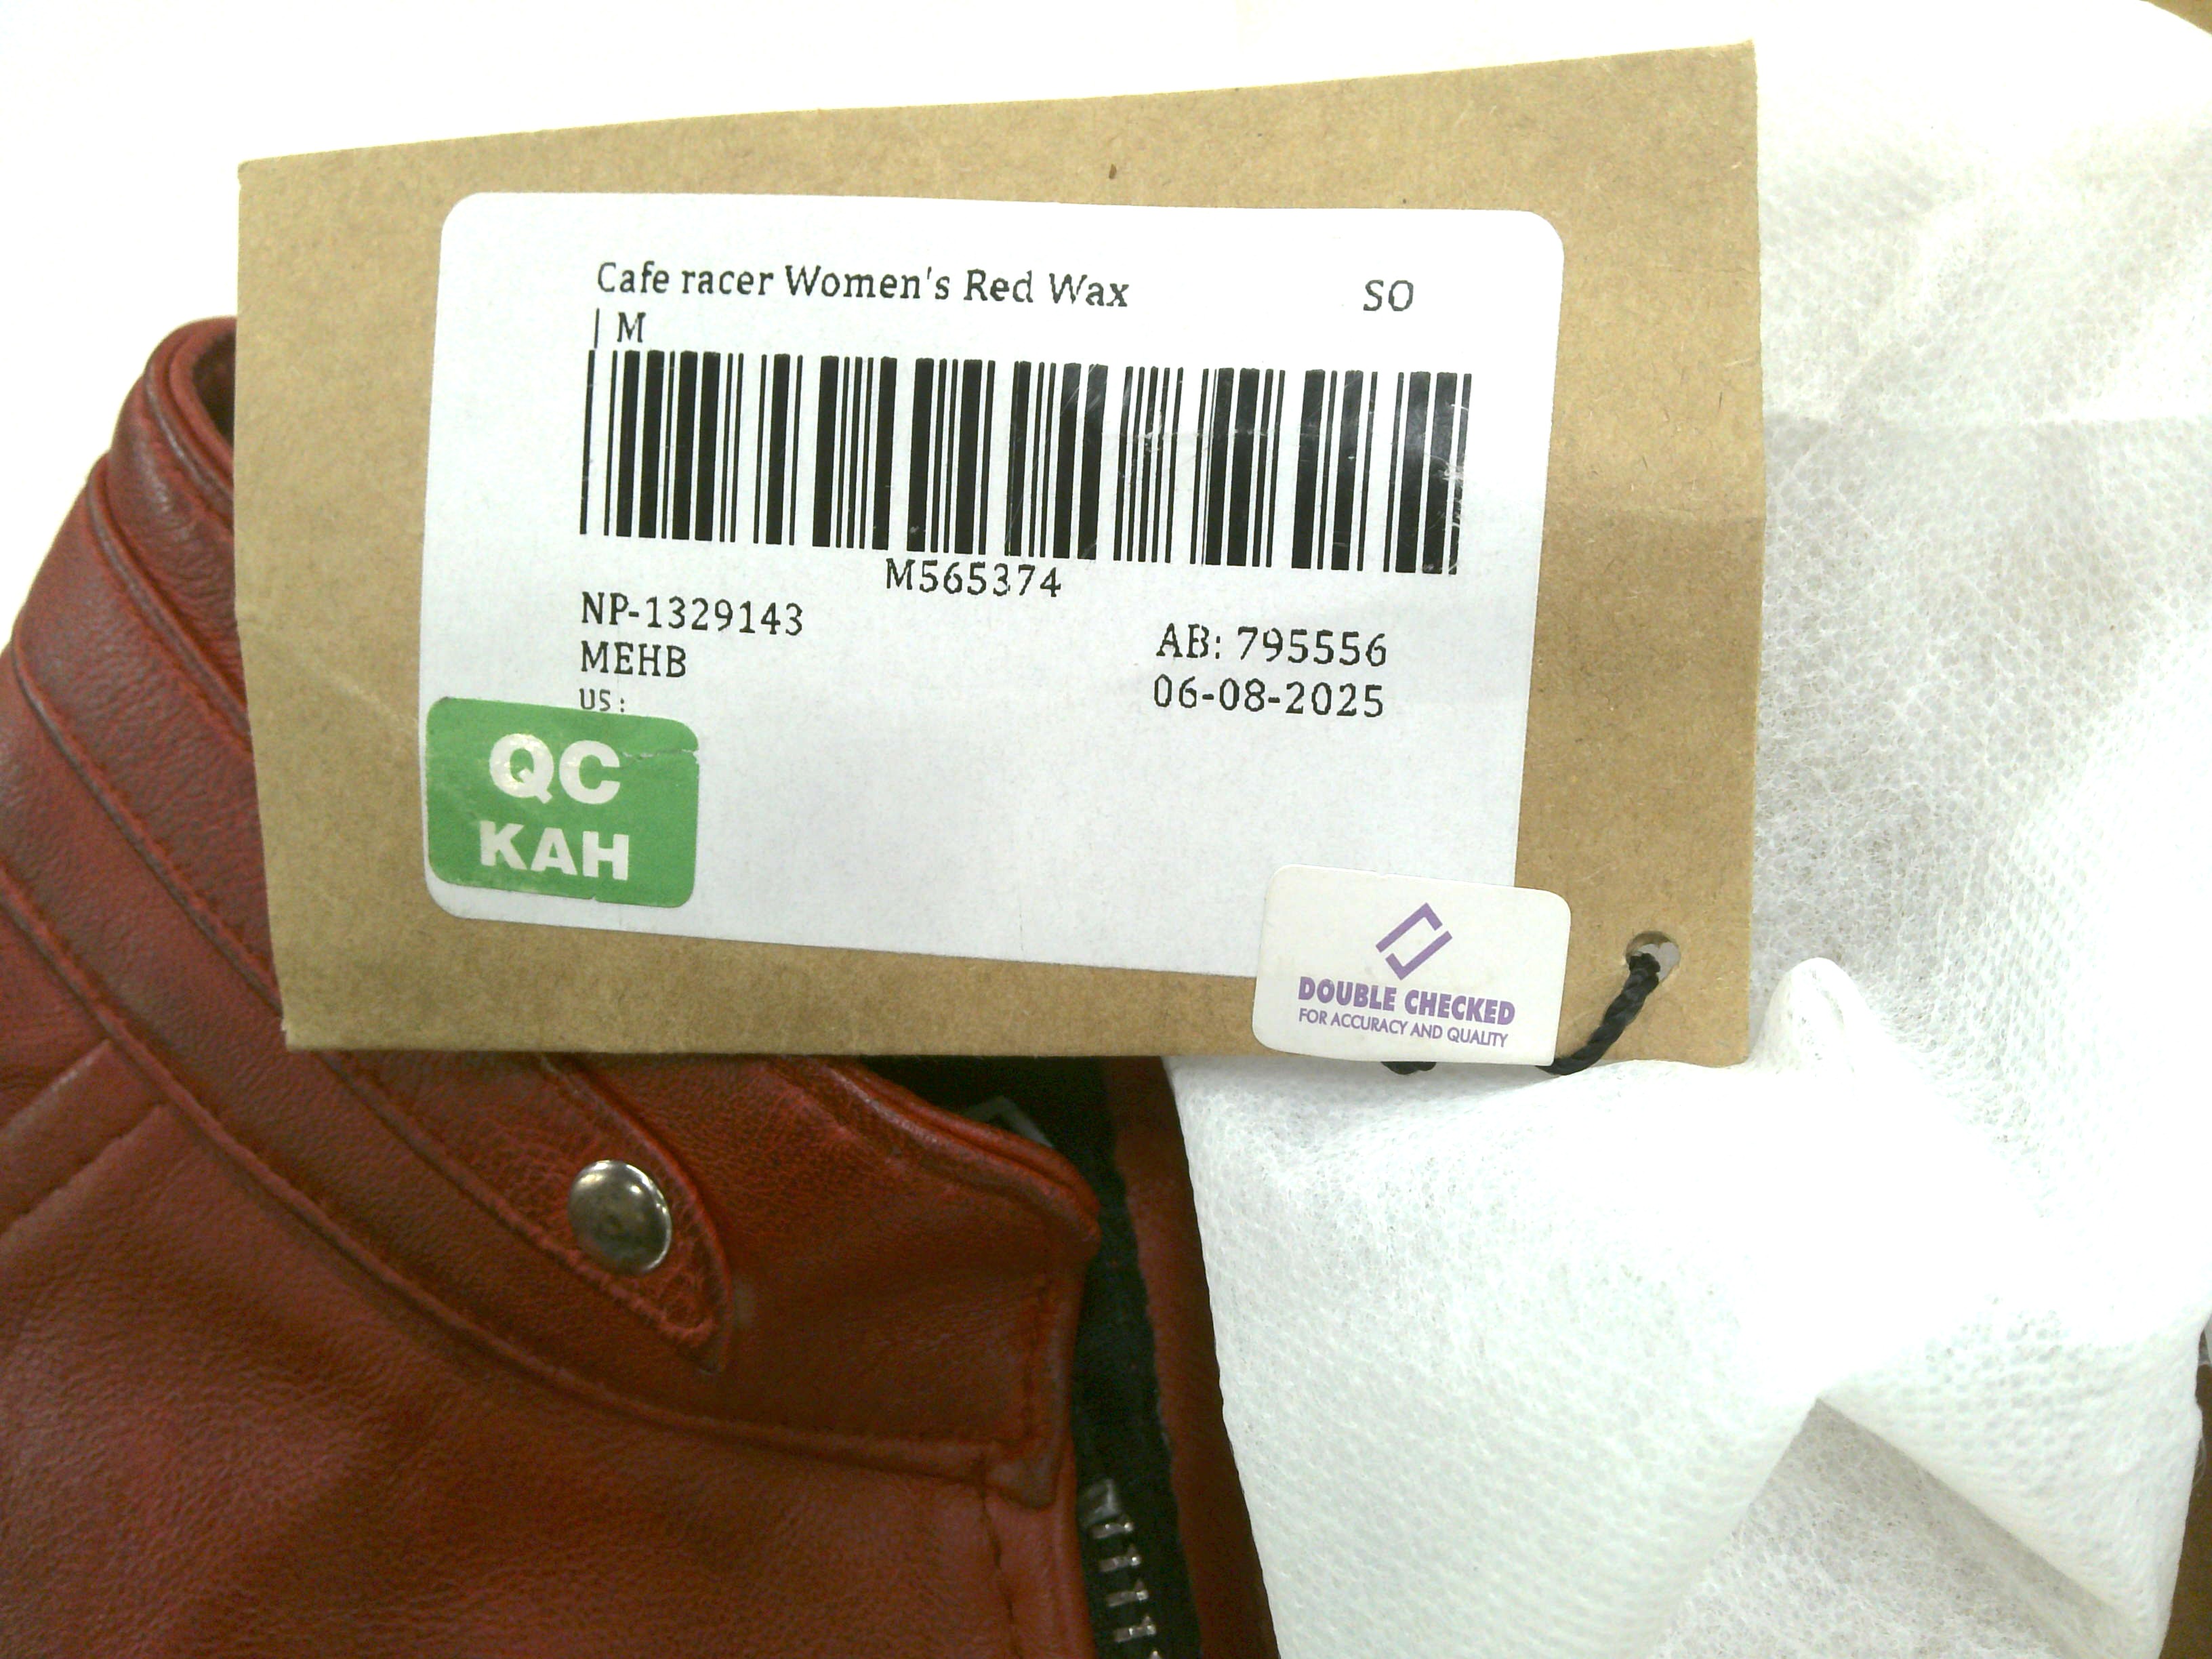 Cafe racer Women's Red Wax SO
| M
M565374
NP-1329143
MEHB
US:
AB: 795556
06-08-2025
QC
KAH
DOUBLE CHECKED
FOR ACCURACY AND QUALITY